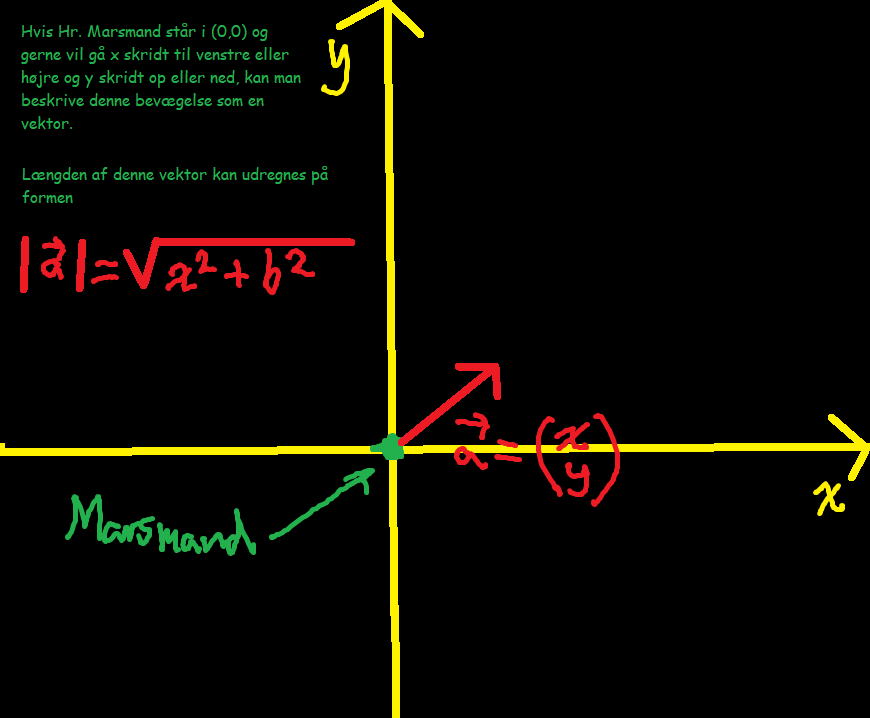 Hvis Hr. Marsmand står i (0,0) og
gerne vil gå x skridt til venstre eller
højre og y skridt op eller ned, kan man
beskrive denne bevægelse som en
vektor.
Længden af denne vektor kan udregnes på
formen
|a⃗| = √(x² + b²)
y
a⃗ = (x
y)
x
Marsmand